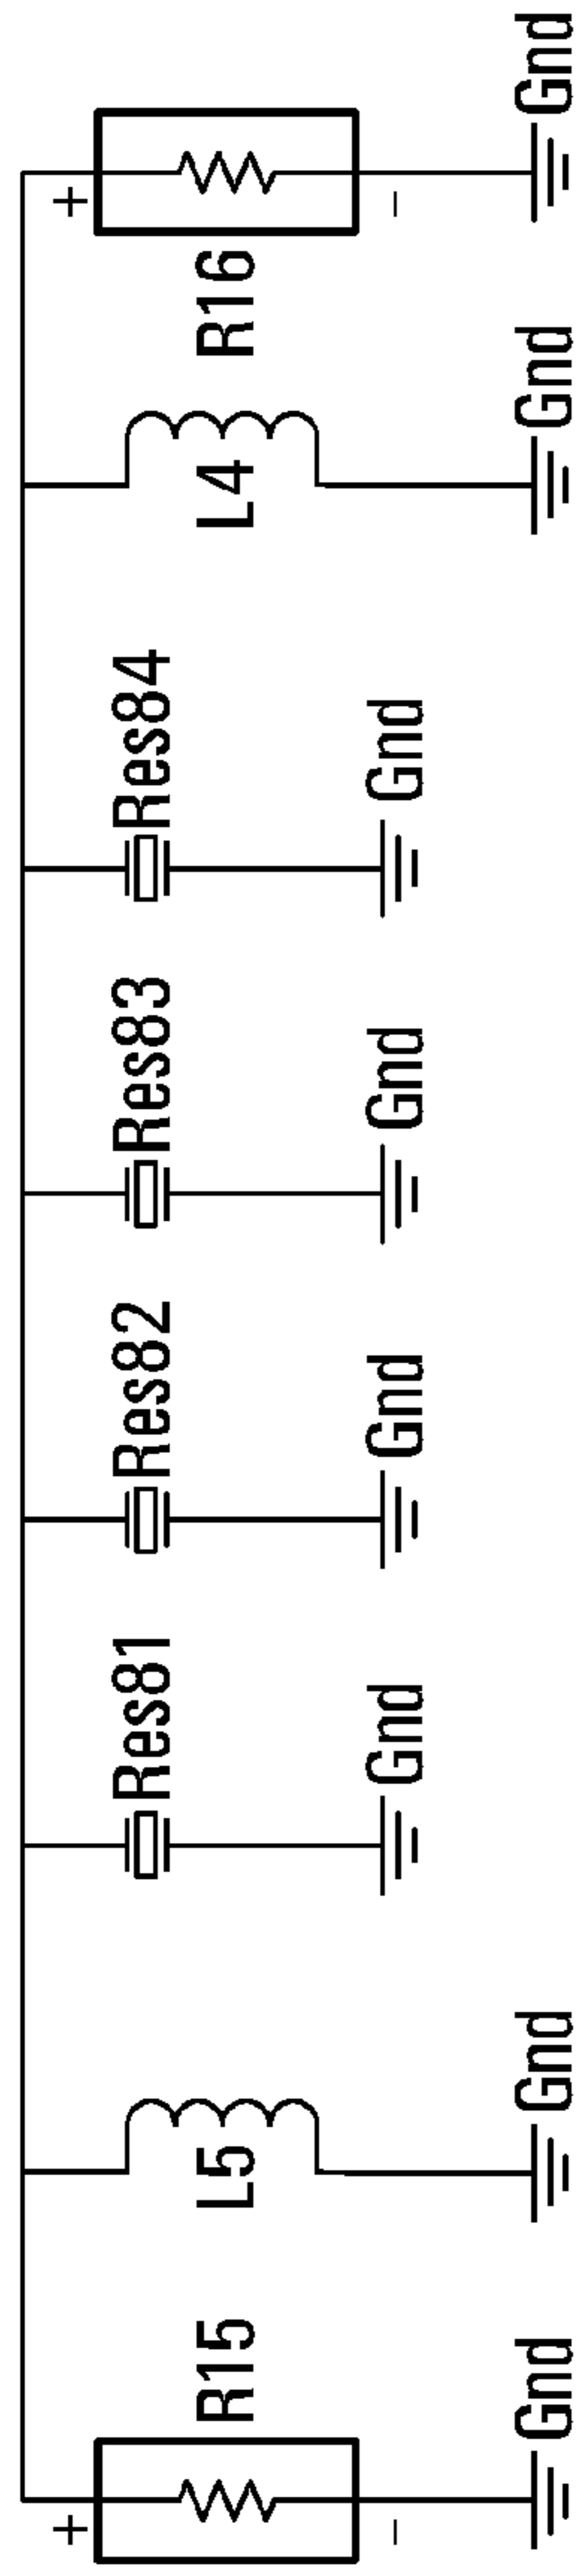 +
R15
-
Gnd
L5
Gnd
Res81
Gnd
Res82
Gnd
Res83
Gnd
Res84
Gnd
L4
Gnd
+
R16
-
Gnd